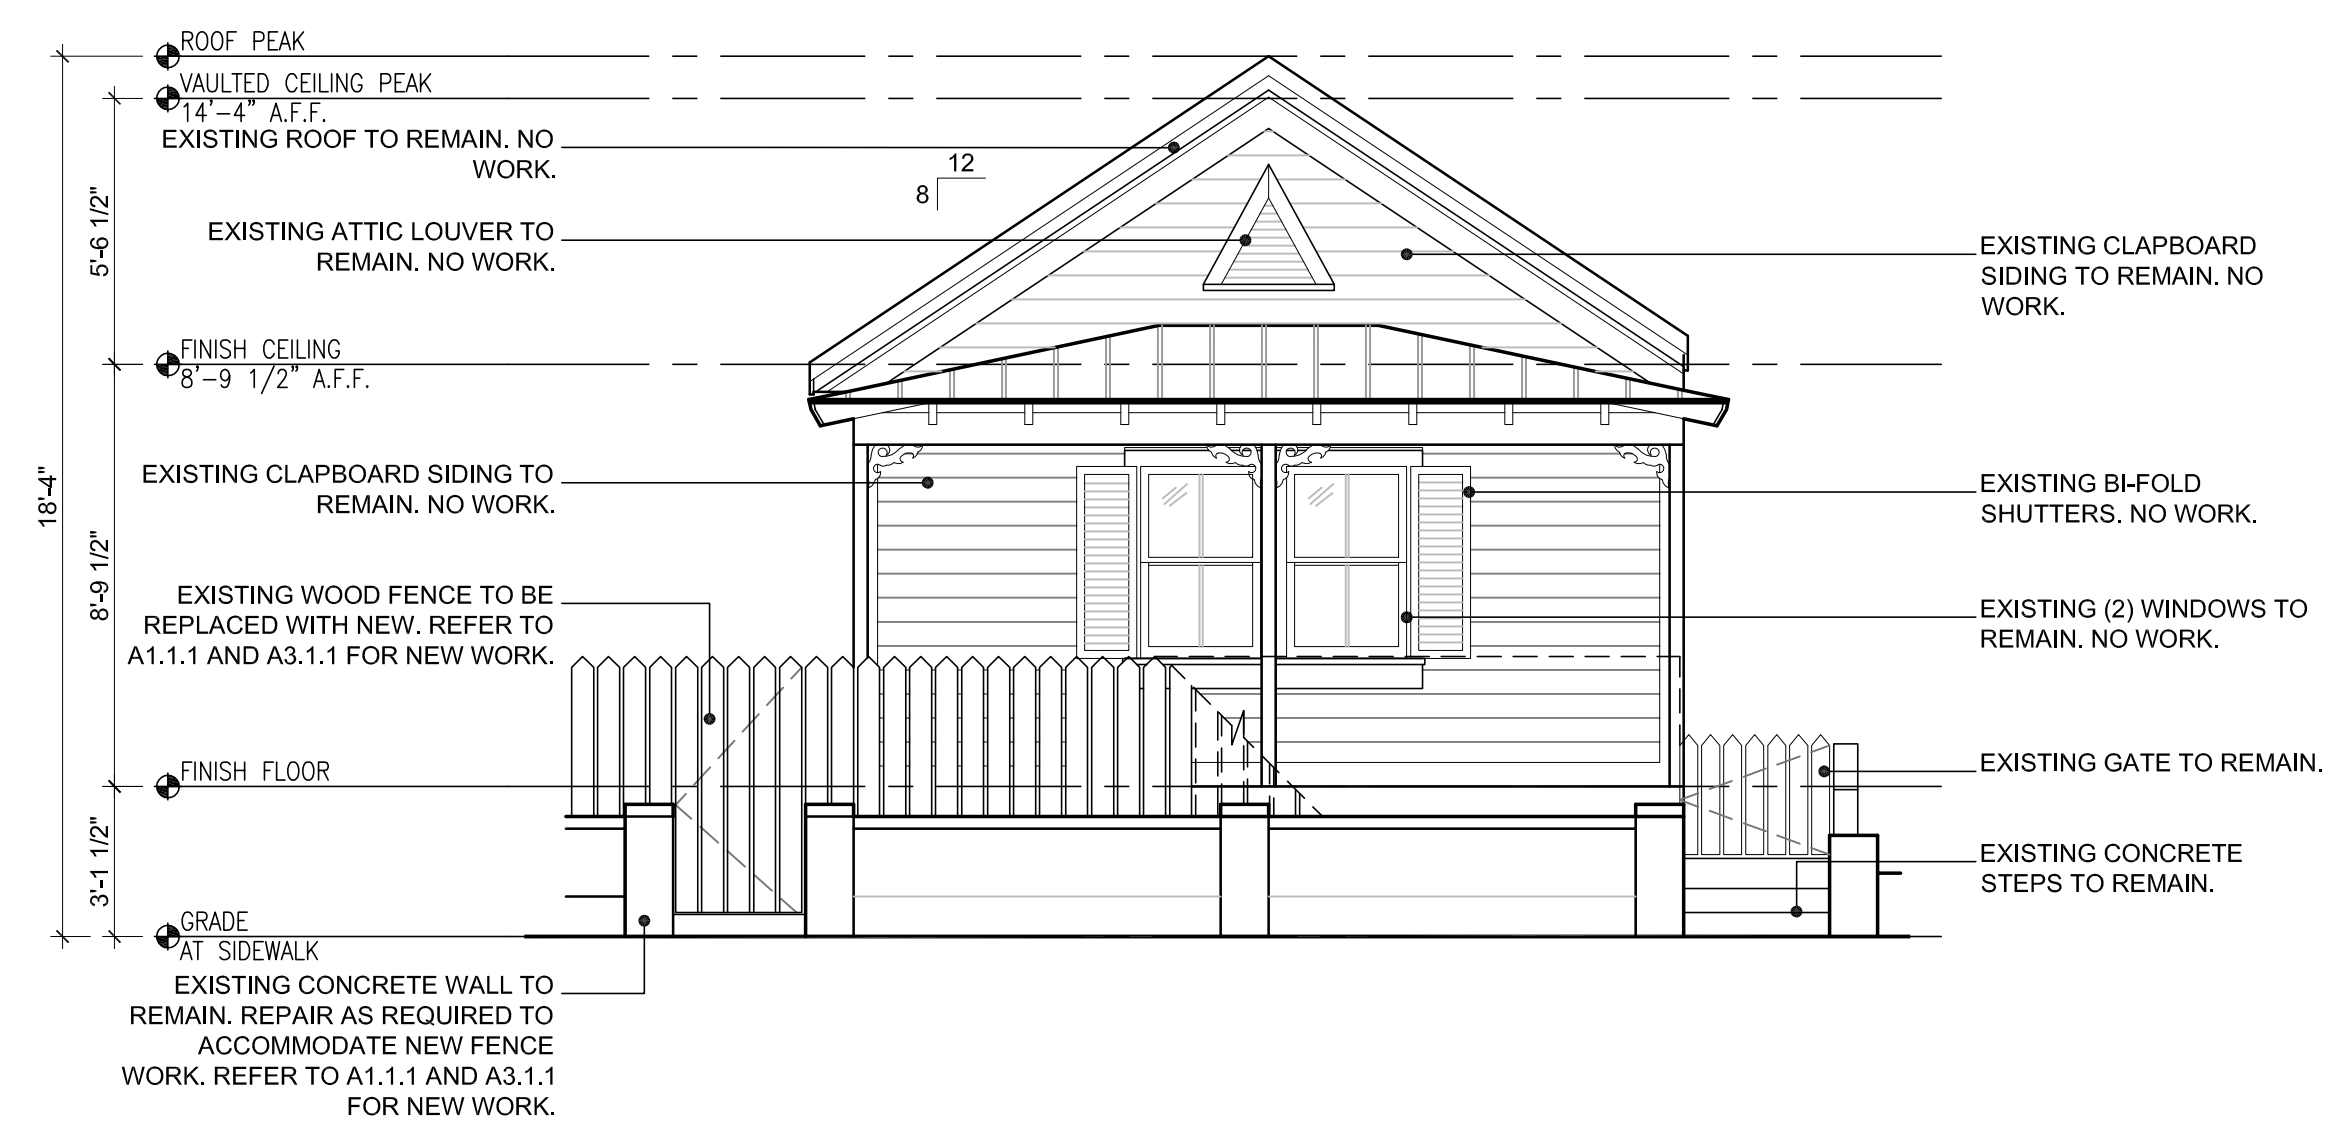 ROOF PEAK
VAULTED CEILING PEAK
14'-4" A.F.F.
EXISTING ROOF TO REMAIN. NO
WORK.
12
8
5'-6 1/2"
EXISTING ATTIC LOUVER TO
REMAIN. NO WORK.
EXISTING CLAPBOARD
SIDING TO REMAIN. NO
WORK.
FINISH CEILING
8'-9 1/2" A.F.F.
18'-4"
EXISTING CLAPBOARD SIDING TO
REMAIN. NO WORK.
EXISTING BI-FOLD
SHUTTERS. NO WORK.
8'-9 1/2"
EXISTING WOOD FENCE TO BE
REPLACED WITH NEW. REFER TO
A1.1.1 AND A3.1.1 FOR NEW WORK.
EXISTING (2) WINDOWS TO
REMAIN. NO WORK.
FINISH FLOOR
EXISTING GATE TO REMAIN.
3'-1 1/2"
EXISTING CONCRETE
STEPS TO REMAIN.
GRADE
AT SIDEWALK
EXISTING CONCRETE WALL TO
REMAIN. REPAIR AS REQUIRED TO
ACCOMMODATE NEW FENCE
WORK. REFER TO A1.1.1 AND A3.1.1
FOR NEW WORK.